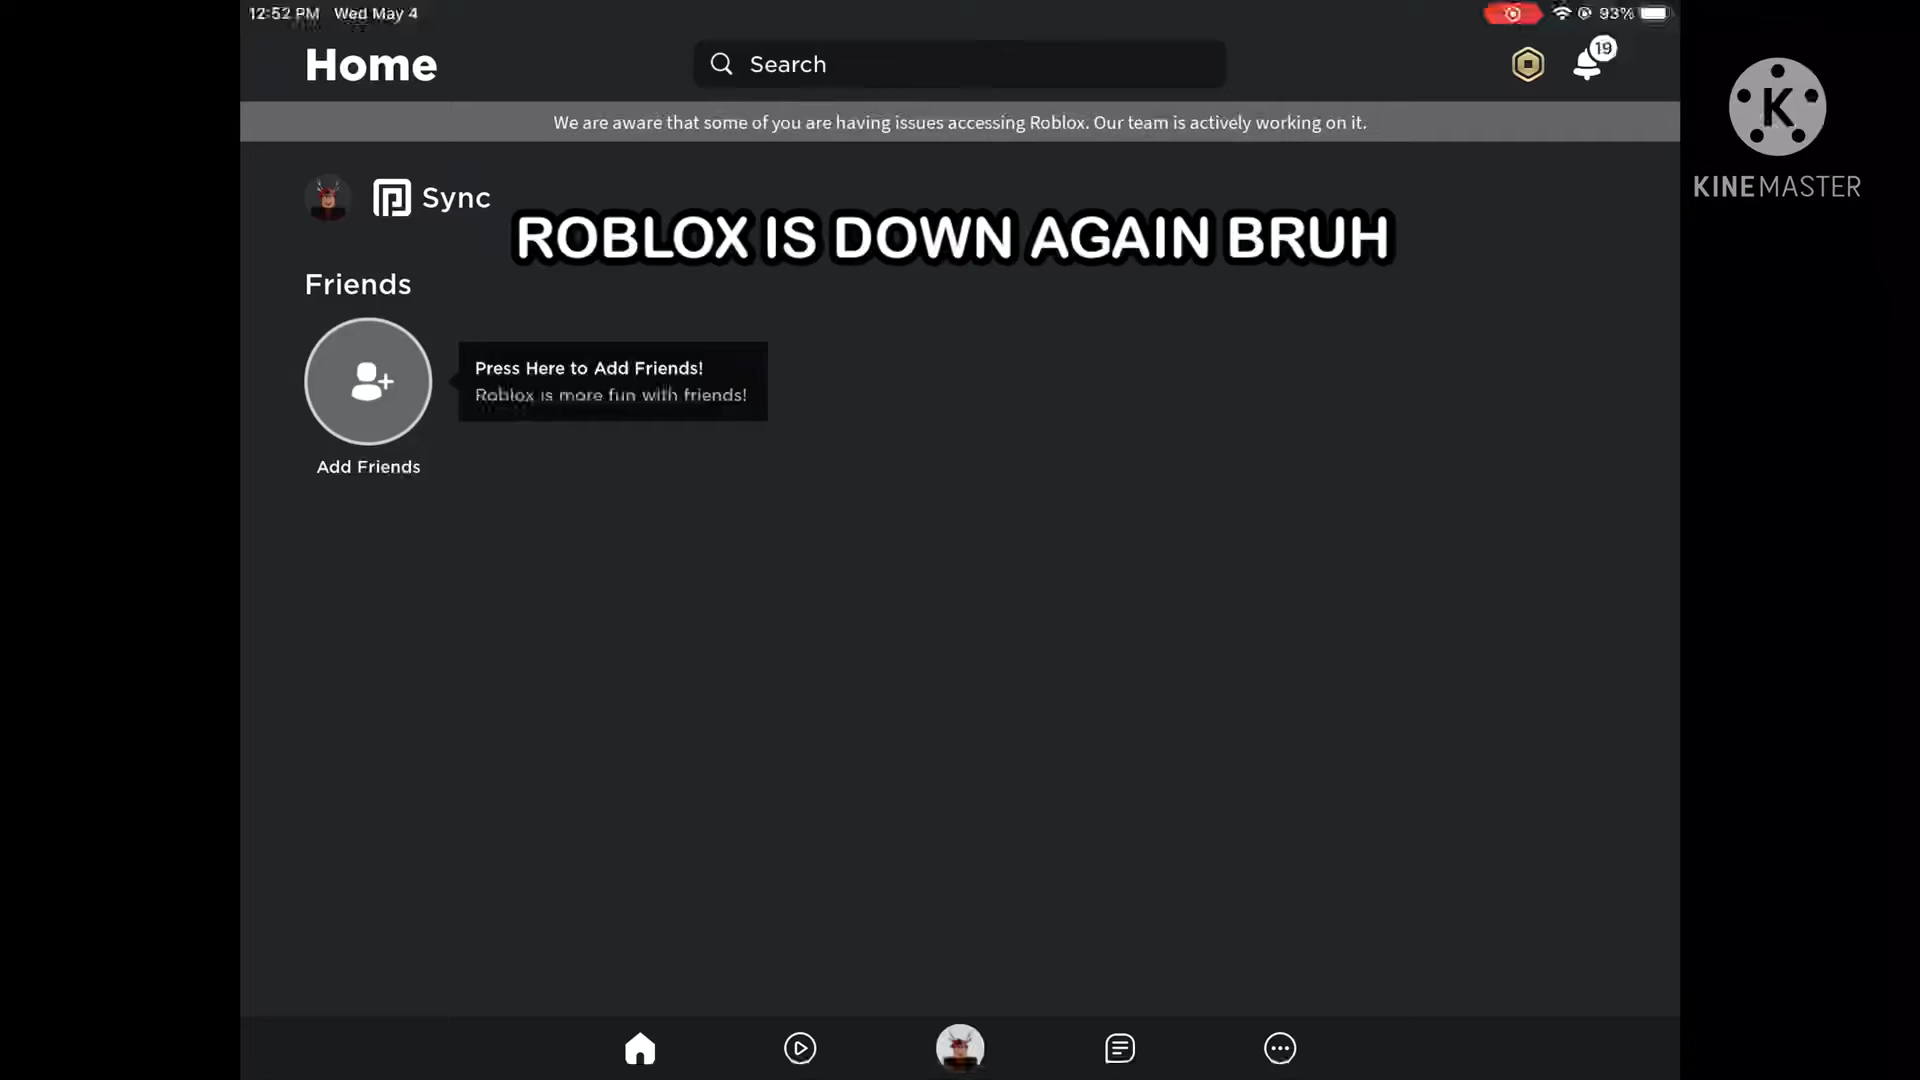 12:52 PM Wed May 4
93%
Home
Search
19
We are aware that some of you are having issues accessing Roblox. Our team is actively working on it.
K
KINEMASTER
Sync
ROBLOX IS DOWN AGAIN BRUH
Friends
Press Here to Add Friends!
Roblox is more fun with friends!
Add Friends